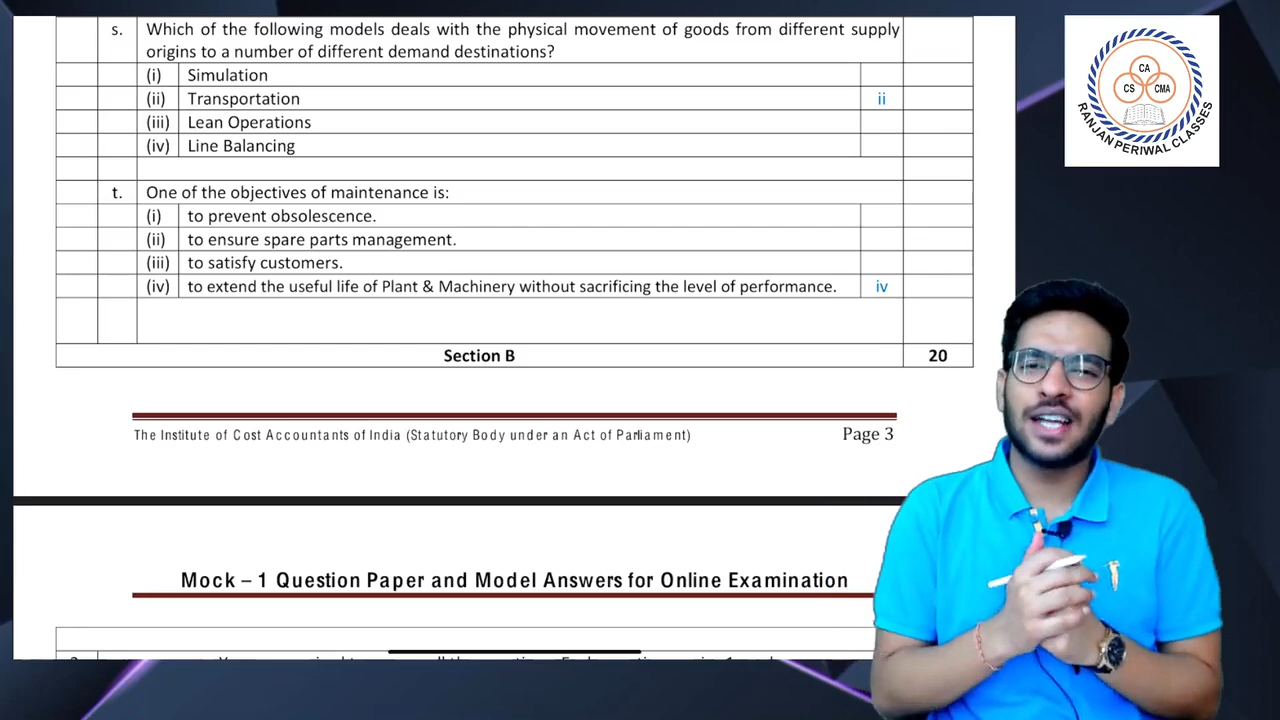 s. Which of the following models deals with the physical movement of goods from different supply
origins to a number of different demand destinations?
(i) Simulation
(ii) Transportation ii
(iii) Lean Operations
(iv) Line Balancing
t. One of the objectives of maintenance is:
(i) to prevent obsolescence.
(ii) to ensure spare parts management.
(iii) to satisfy customers.
(iv) to extend the useful life of Plant & Machinery without sacrificing the level of performance. iv
Section B 20
The Institute of Cost Accountants of India (Statutory Body under an Act of Parliament) Page 3
Mock – 1 Question Paper and Model Answers for Online Examination
CA
CS CMA
RANJAN PERIWAL CLASSES